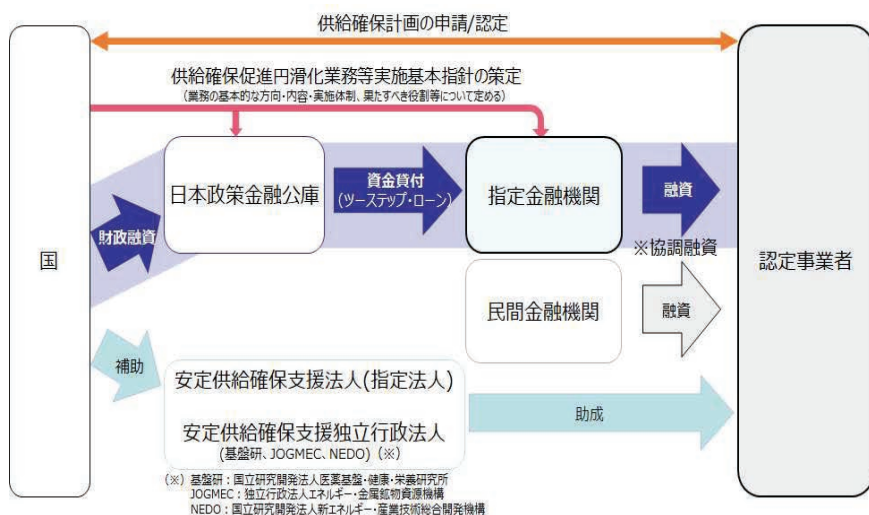 供給確保計画の申請/認定
供給確保促進円滑化業務等実施基本指針の策定
(業務の基本的な方向・内容・実施体制、果たすべき役割等について定める)
国
財政融資
日本政策金融公庫
資金貸付
(ツーステップ・ローン)
指定金融機関
融資
※協調融資
民間金融機関
融資
認定事業者
補助
安定供給確保支援法人(指定法人)
安定供給確保支援独立行政法人
(基盤研、JOGMEC、NEDO)(※)
助成
(※)基盤研:国立研究開発法人医薬基盤・健康・栄養研究所
JOGMEC:独立行政法人エネルギー・金属鉱物資源機構
NEDO:国立研究開発法人新エネルギー・産業技術総合開発機構